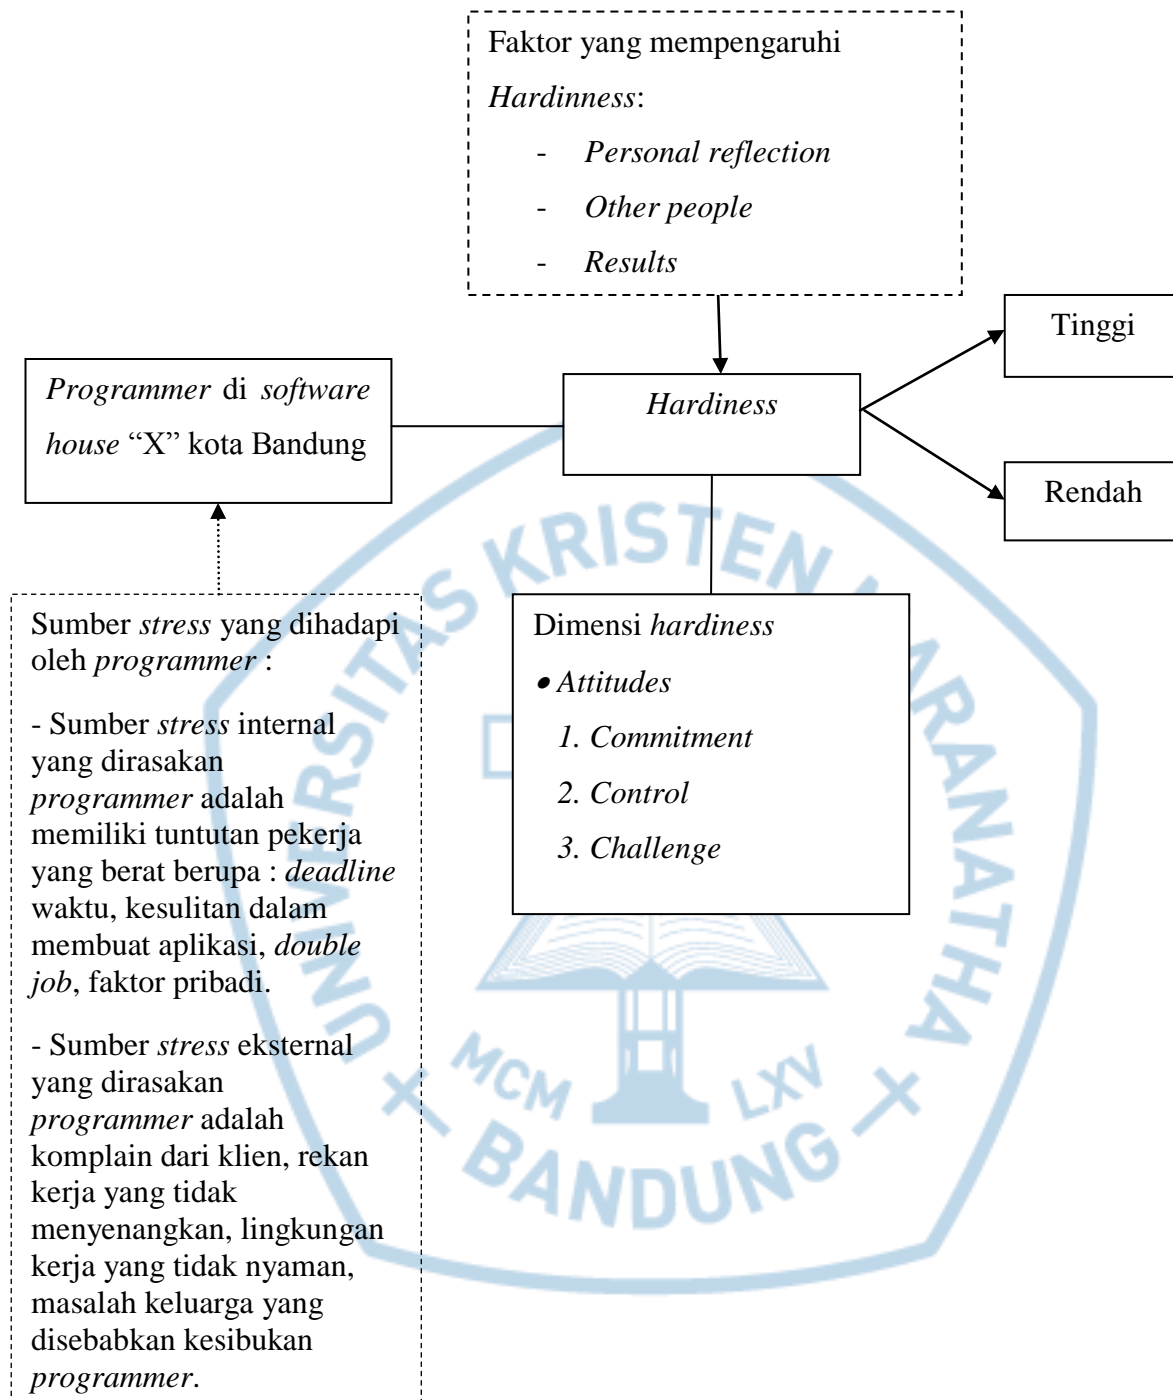 Faktor yang mempengaruhi
Hardinness:
- Personal reflection
- Other people
- Results
Tinggi
Programmer di software
house “X” kota Bandung
Hardiness
Rendah
Sumber stress yang dihadapi
oleh programmer :
- Sumber stress internal
yang dirasakan
programmer adalah
memiliki tuntutan pekerja
yang berat berupa : deadline
waktu, kesulitan dalam
membuat aplikasi, double
job, faktor pribadi.
- Sumber stress eksternal
yang dirasakan
programmer adalah
komplain dari klien, rekan
kerja yang tidak
menyenangkan, lingkungan
kerja yang tidak nyaman,
masalah keluarga yang
disebabkan kesibukan
programmer.
Dimensi hardiness
• Attitudes
1. Commitment
2. Control
3. Challenge
UNIVERSITAS KRISTEN M ARANATHA
MCM LXV
BANDUNG